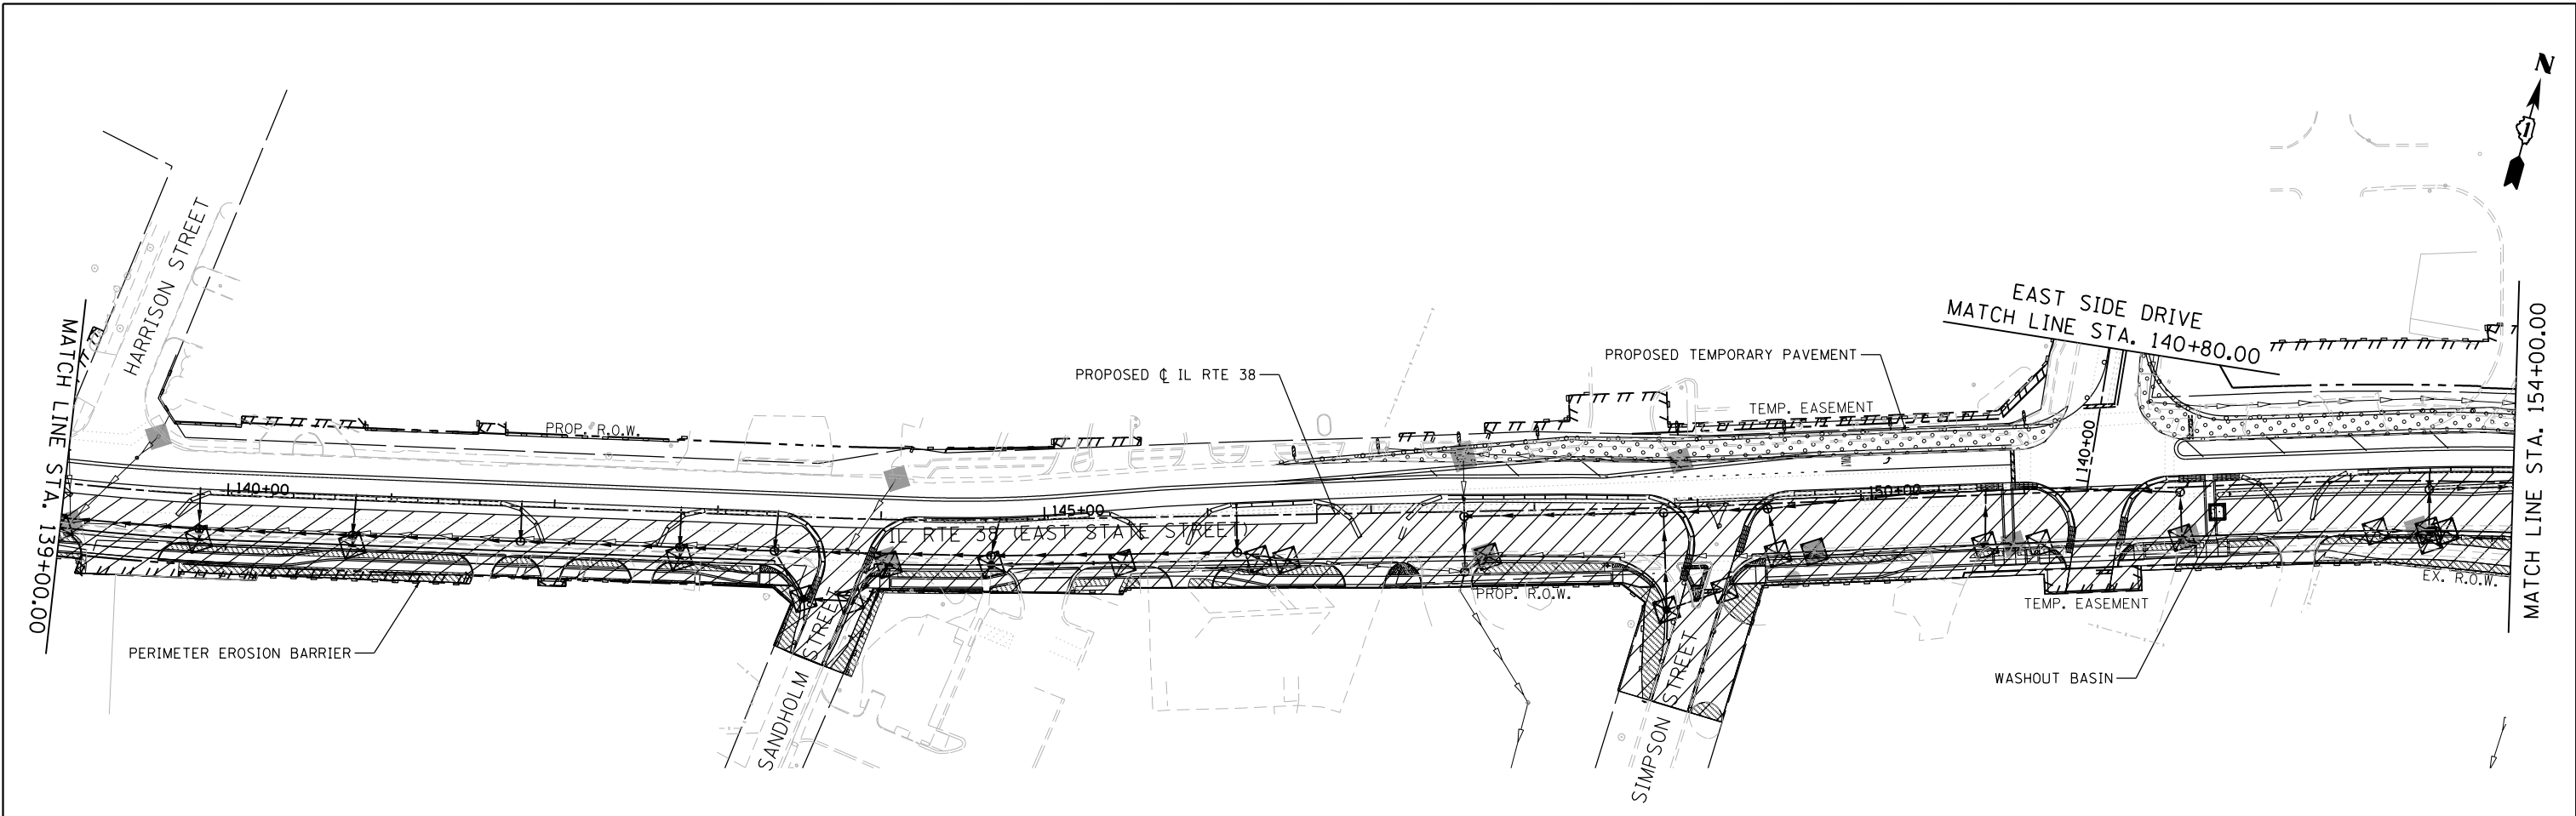 N
1
HARRISON STREET
MATCH LINE STA. 139+00.00
EAST SIDE DRIVE
MATCH LINE STA. 140+80.00
MATCH LINE STA. 154+00.00
PROPOSED TEMPORARY PAVEMENT
PROPOSED ℄ IL RTE 38
TEMP. EASEMENT
PROP. R.O.W.
140+00
140+00
145+00
150+00
IL RTE 38 (EAST STATE STREET)
PROP. R.O.W.
TEMP. EASEMENT
EX. R.O.W.
PERIMETER EROSION BARRIER
SANDHOLM STREET
SIMPSON STREET
WASHOUT BASIN